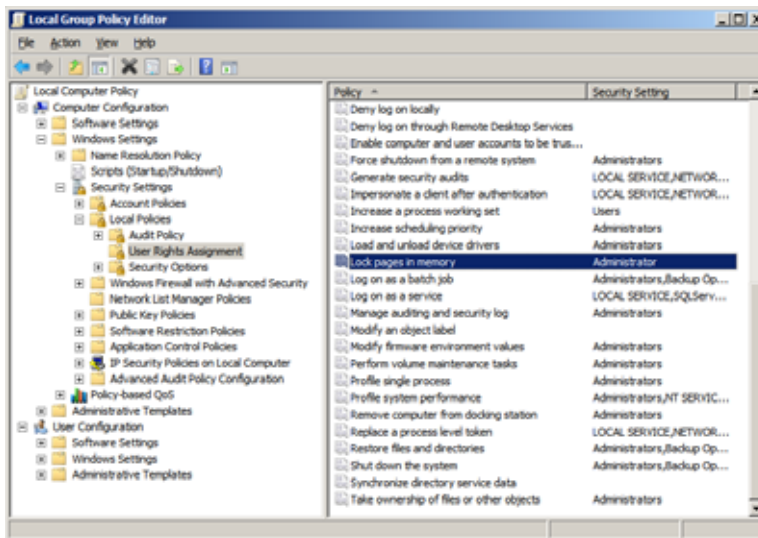 Local Group Policy Editor
File Action View Help
Local Computer Policy
Computer Configuration
Software Settings
Windows Settings
Name Resolution Policy
Scripts (Startup/Shutdown)
Security Settings
Account Policies
Local Policies
Audit Policy
User Rights Assignment
Security Options
Windows Firewall with Advanced Security
Network List Manager Policies
Public Key Policies
Software Restriction Policies
Application Control Policies
IP Security Policies on Local Computer
Advanced Audit Policy Configuration
Policy-based QoS
Administrative Templates
User Configuration
Software Settings
Windows Settings
Administrative Templates
Policy Security Setting
Deny log on locally
Deny log on through Remote Desktop Services
Enable computer and user accounts to be trus...
Force shutdown from a remote system Administrators
Generate security audits LOCAL SERVICE,NETWOR...
Impersonate a client after authentication LOCAL SERVICE,NETWOR...
Increase a process working set Users
Increase scheduling priority Administrators
Load and unload device drivers Administrators
Lock pages in memory Administrator
Log on as a batch job Administrators,Backup Op...
Log on as a service LOCAL SERVICE,SQLServ...
Manage auditing and security log Administrators
Modify an object label
Modify firmware environment values Administrators
Perform volume maintenance tasks Administrators
Profile single process Administrators
Profile system performance Administrators,NT SERVIC...
Remove computer from docking station Administrators
Replace a process level token LOCAL SERVICE,NETWOR...
Restore files and directories Administrators,Backup Op...
Shut down the system Administrators,Backup Op...
Synchronize directory service data
Take ownership of files or other objects Administrators